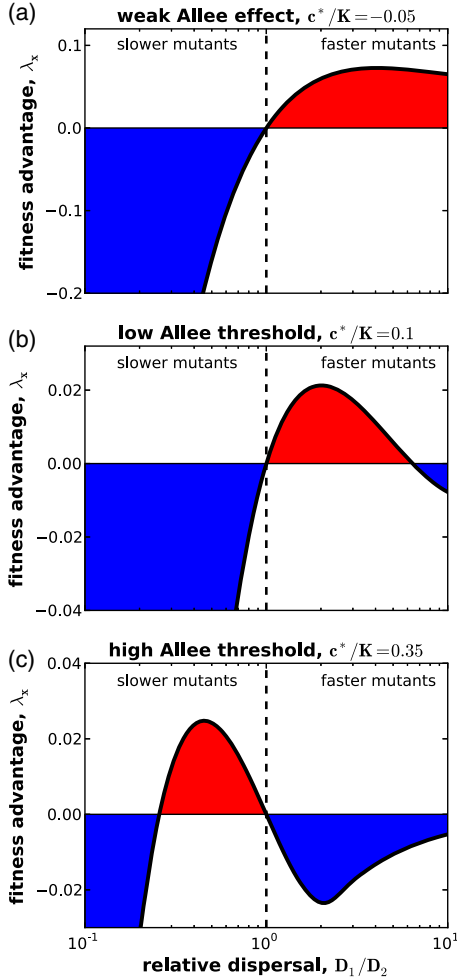 (a)
weak Allee effect, c*/K=−0.05
slower mutants faster mutants
fitness advantage, λx
0.1
0.0
−0.1
−0.2
(b)
low Allee threshold, c*/K=0.1
slower mutants faster mutants
fitness advantage, λx
0.02
0.00
−0.02
−0.04
(c)
high Allee threshold, c*/K=0.35
slower mutants faster mutants
fitness advantage, λx
0.04
0.02
0.00
−0.02
10⁻¹ 10⁰ 10¹
relative dispersal, D₁/D₂